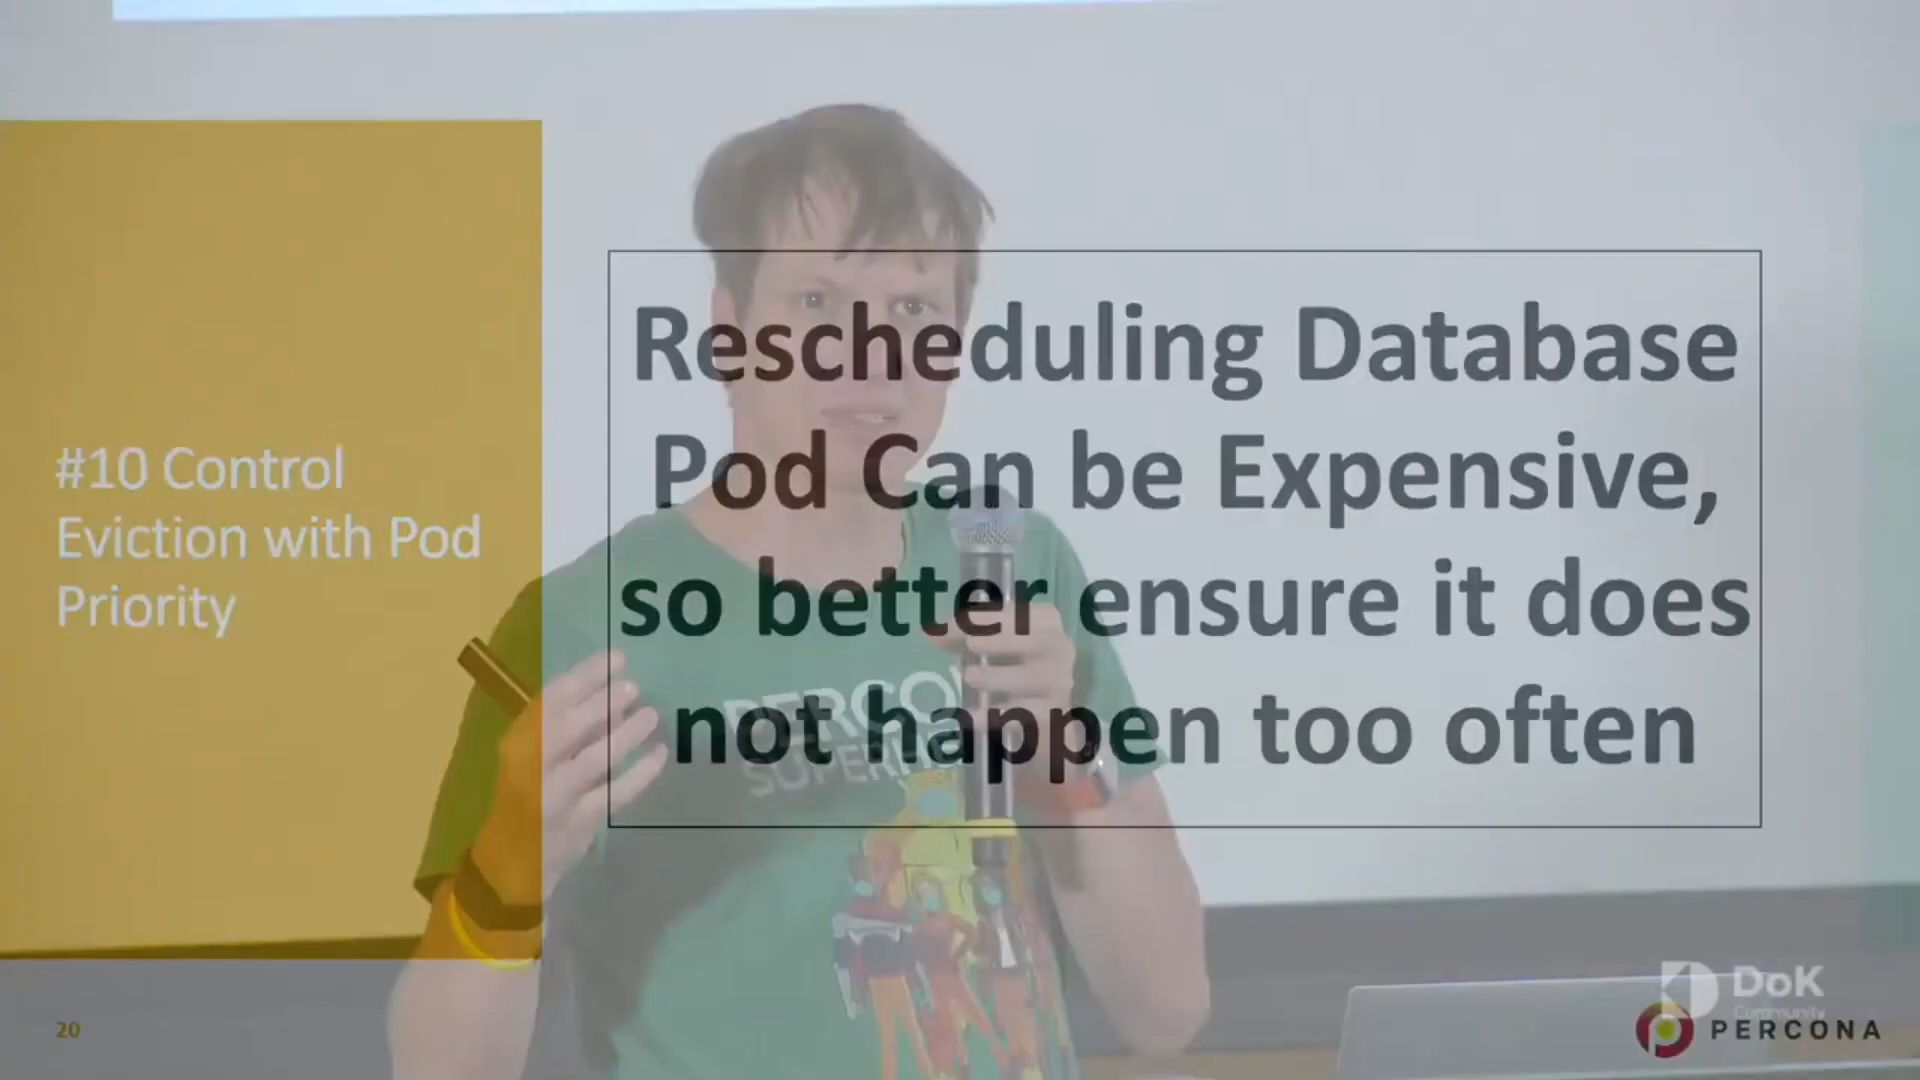 #10 Control
Eviction with Pod
Priority
Rescheduling Database
Pod Can be Expensive,
so better ensure it does
not happen too often
20
DoK
Community
PERCONA